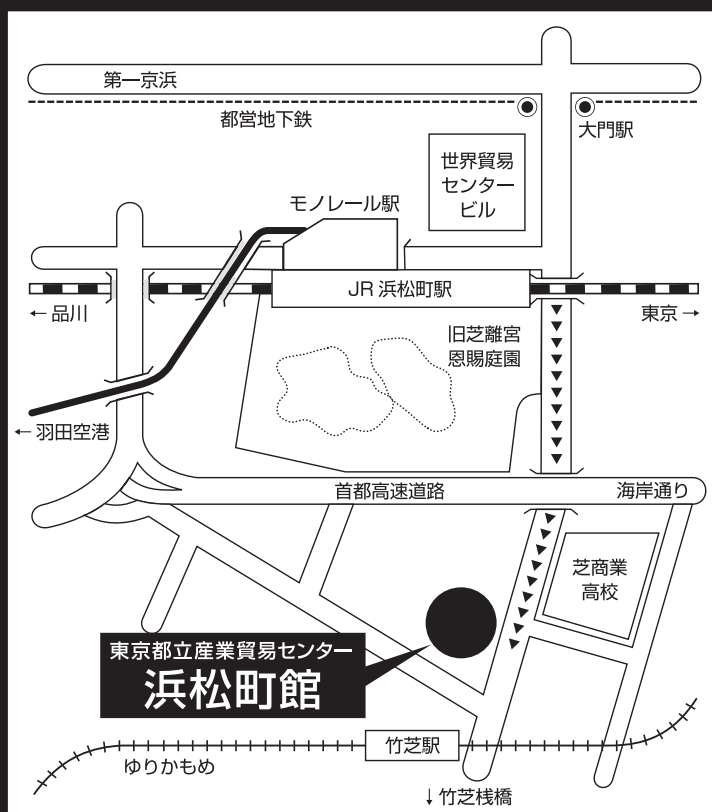 第一京浜
都営地下鉄
大門駅
世界貿易
センター
ビル
モノレール駅
JR 浜松町駅
← 品川
東京 →
旧芝離宮
恩賜庭園
← 羽田空港
首都高速道路
海岸通り
芝商業
高校
東京都立産業貿易センター
浜松町館
竹芝駅
ゆりかもめ
↓ 竹芝桟橋